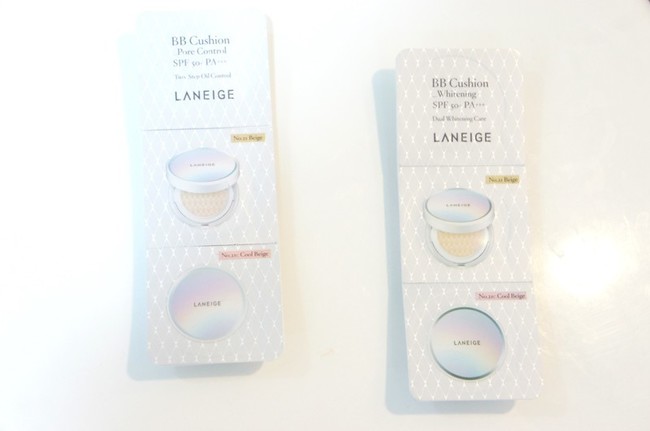 BB Cushion
Pore Control
SPF 50+ PA+++
Two-Step Oil Control
LANEIGE
No.21 Beige
LANEIGE
No.21C Cool Beige
LANEIGE
BB Cushion
Whitening
SPF 50+ PA+++
Dual Whitening Care
LANEIGE
No.21 Beige
LANEIGE
No.21C Cool Beige
LANEIGE